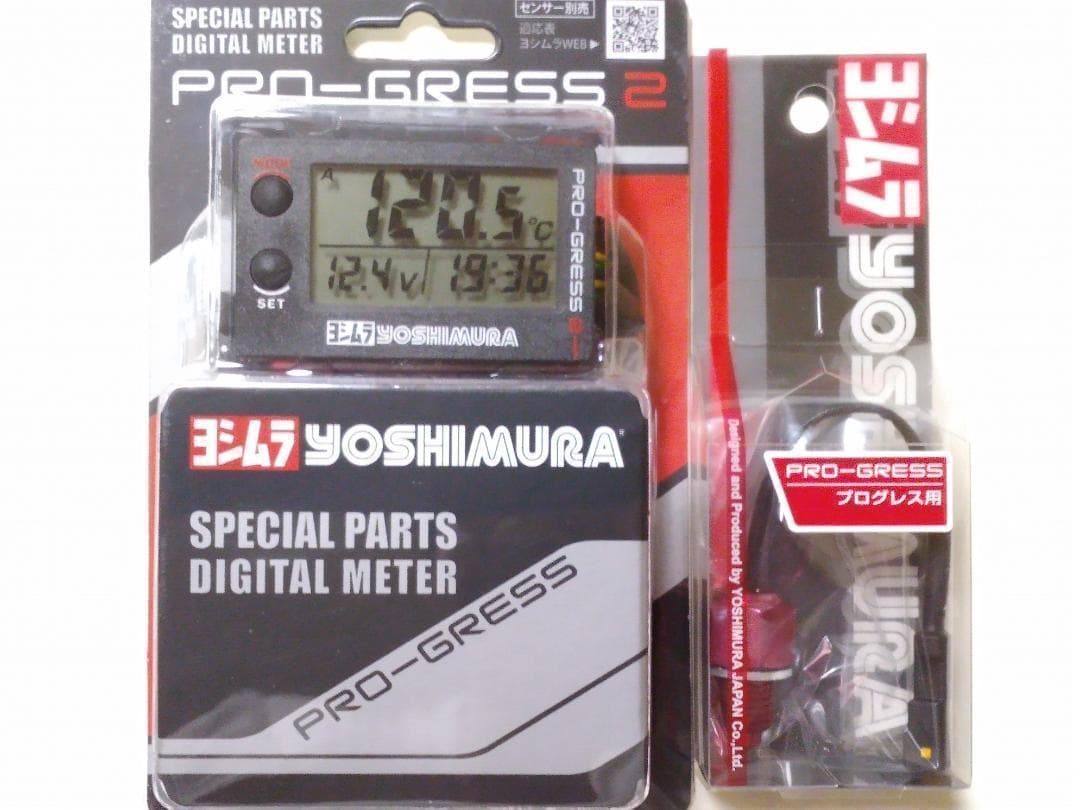 SPECIAL PARTS
DIGITAL METER
センサー別売
適応表
ヨシムラWEB ▶
PRO-GRESS 2
A
120.5°C
12.4V
19:36
SET
PRO-GRESS 2
ヨシムラ YOSHIMURA
ヨシムラ YOSHIMURA
SPECIAL PARTS
DIGITAL METER
PRO-GRESS
ヨシムラ YOSHIMURA
PRO-GRESS
プログレス用
Designed and Produced by YOSHIMURA JAPAN Co.,Ltd.